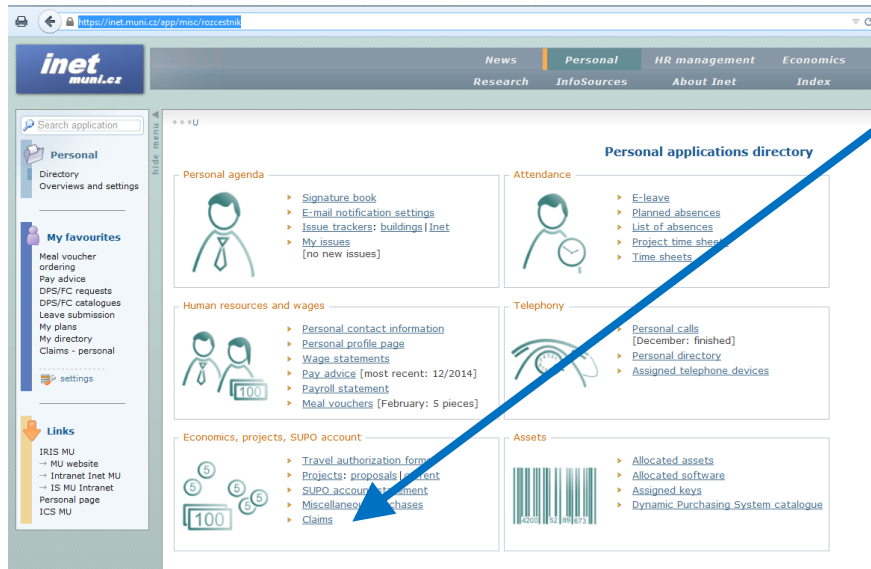 https://inet.muni.cz/app/misc/rozcestnik
inet
muni.cz
News Personal HR management Economics
Research InfoSources About Inet Index
Search application
hide menu
U
Personal
Directory
Overviews and settings
My favourites
Meal voucher
ordering
Pay advice
DPS/FC requests
DPS/FC catalogues
Leave submission
My plans
My directory
Claims - personal
settings
Links
IRIS MU
→ MU website
→ Intranet Inet MU
→ IS MU Intranet
Personal page
ICS MU
Personal applications directory
Personal agenda
Signature book
E-mail notification settings
Issue trackers: buildings | Inet
My issues
[no new issues]
Attendance
E-leave
Planned absences
List of absences
Project time sheets
Time sheets
Human resources and wages
100
Personal contact information
Personal profile page
Wage statements
Pay advice [most recent: 12/2014]
Payroll statement
Meal vouchers [February: 5 pieces]
Telephony
Personal calls
[December: finished]
Personal directory
Assigned telephone devices
Economics, projects, SUPO account
5
5
5
5 5
100
Travel authorization
Projects: proposals |
SUPO account
Miscellaneous
Claims
Assets
4200 52 89 673
Allocated assets
Allocated software
Assigned keys
Dynamic Purchasing System catalogue